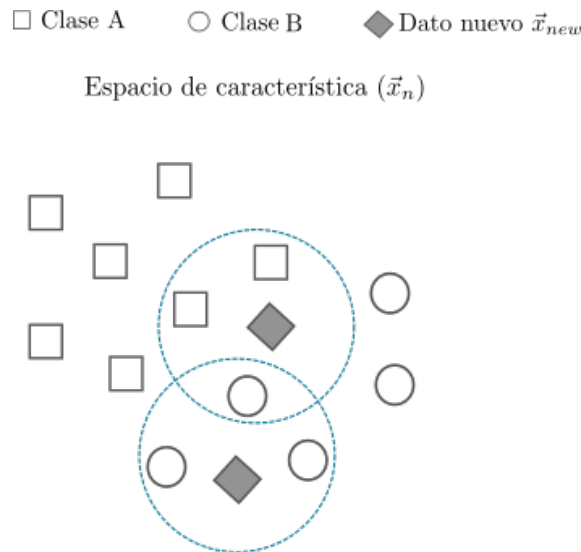 Clase A Clase B Dato nuevo $\vec{x}_{new}$
Espacio de característica ($\vec{x}_n$)